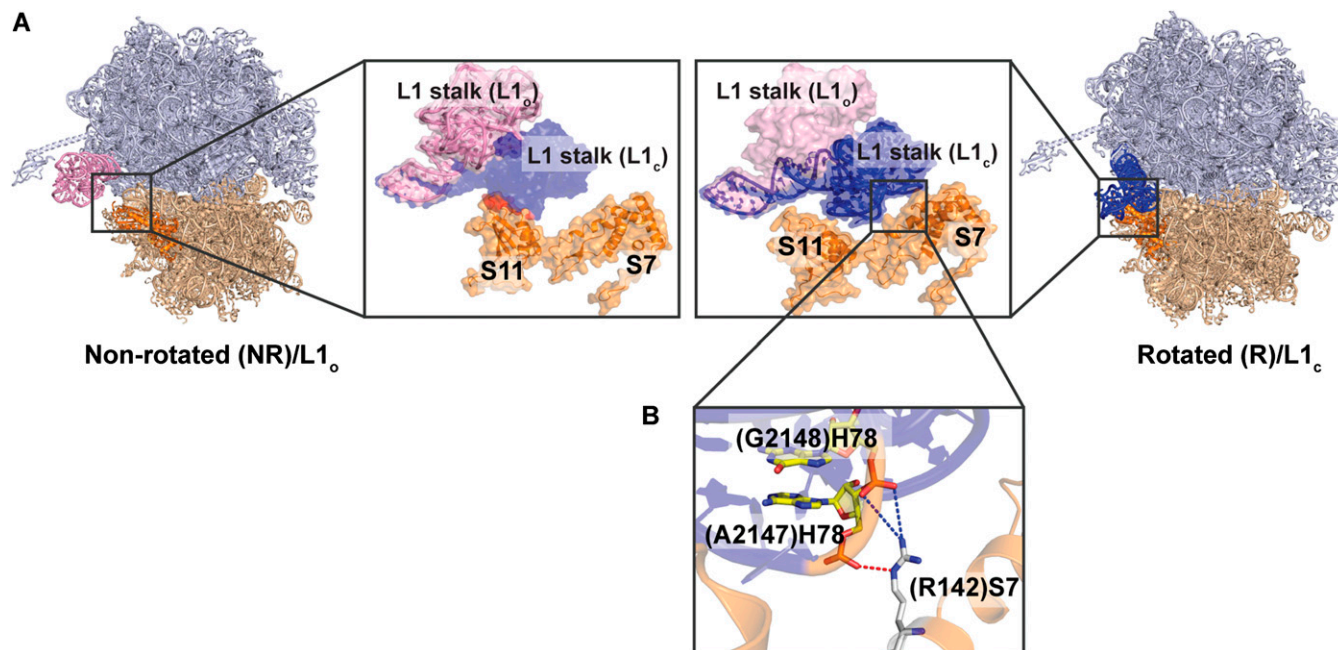 A
L1 stalk (L1o)
L1 stalk (L1c)
S11
S7
L1 stalk (L1o)
L1 stalk (L1c)
S11
S7
Non-rotated (NR)/L1o
Rotated (R)/L1c
B
(G2148)H78
(A2147)H78
(R142)S7